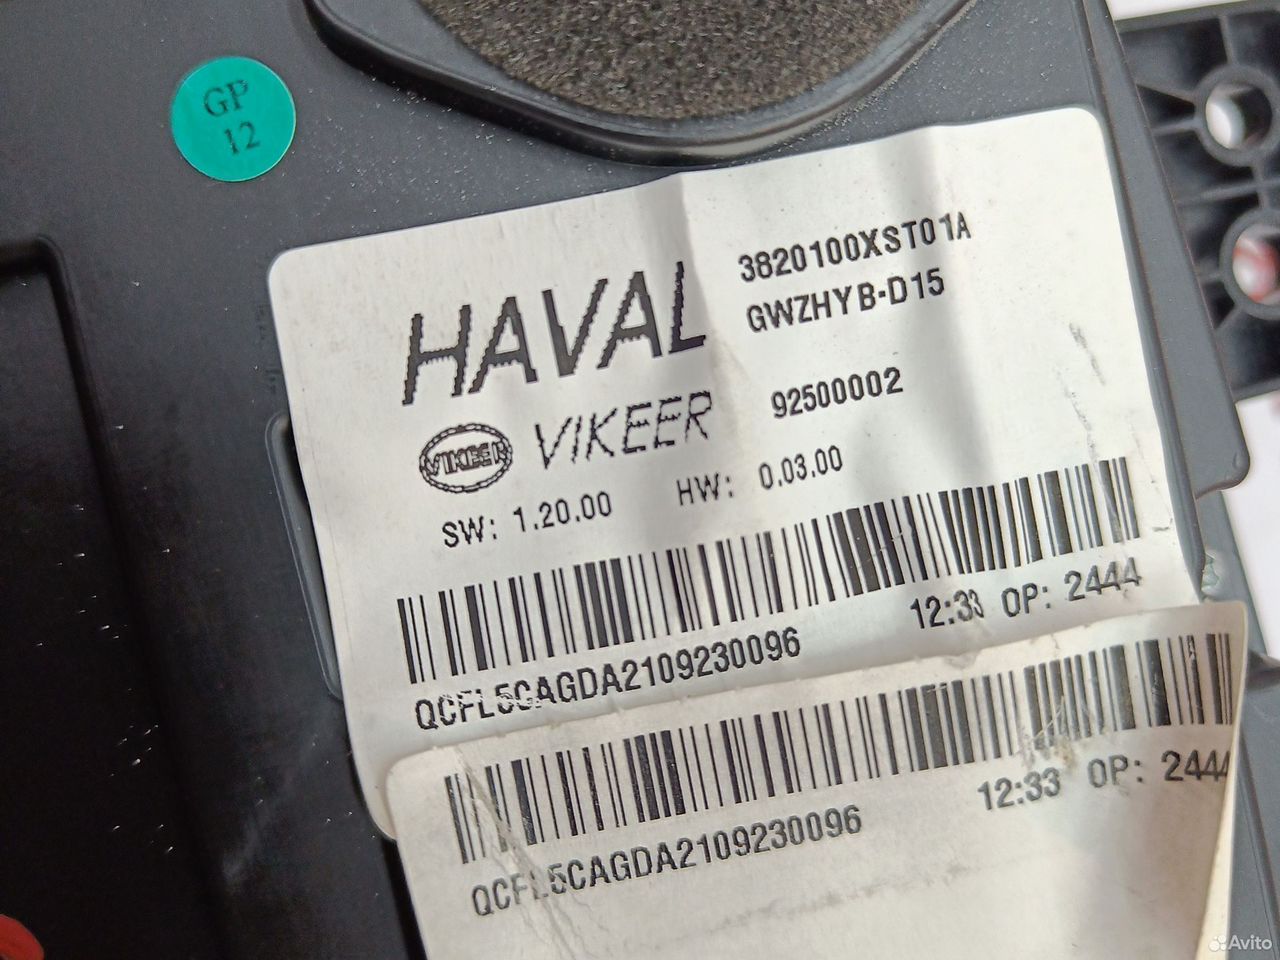 GP
12
HAVAL
3820100XST01A
GWZHYB-D15
VIKEER
VIKEER
92500002
SW: 1.20.00
HW: 0.03.00
12:33 OP: 2444
QCFL5CAGDA2109230096
12:33 OP: 2444
QCFL5CAGDA2109230096
Avito